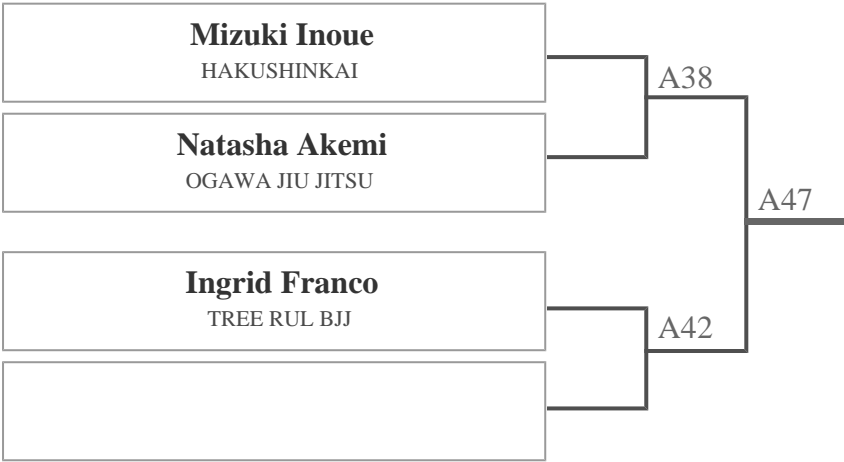 Mizuki Inoue
HAKUSHINKAI
A38
Natasha Akemi
OGAWA JIU JITSU
A47
Ingrid Franco
TREE RUL BJJ
A42